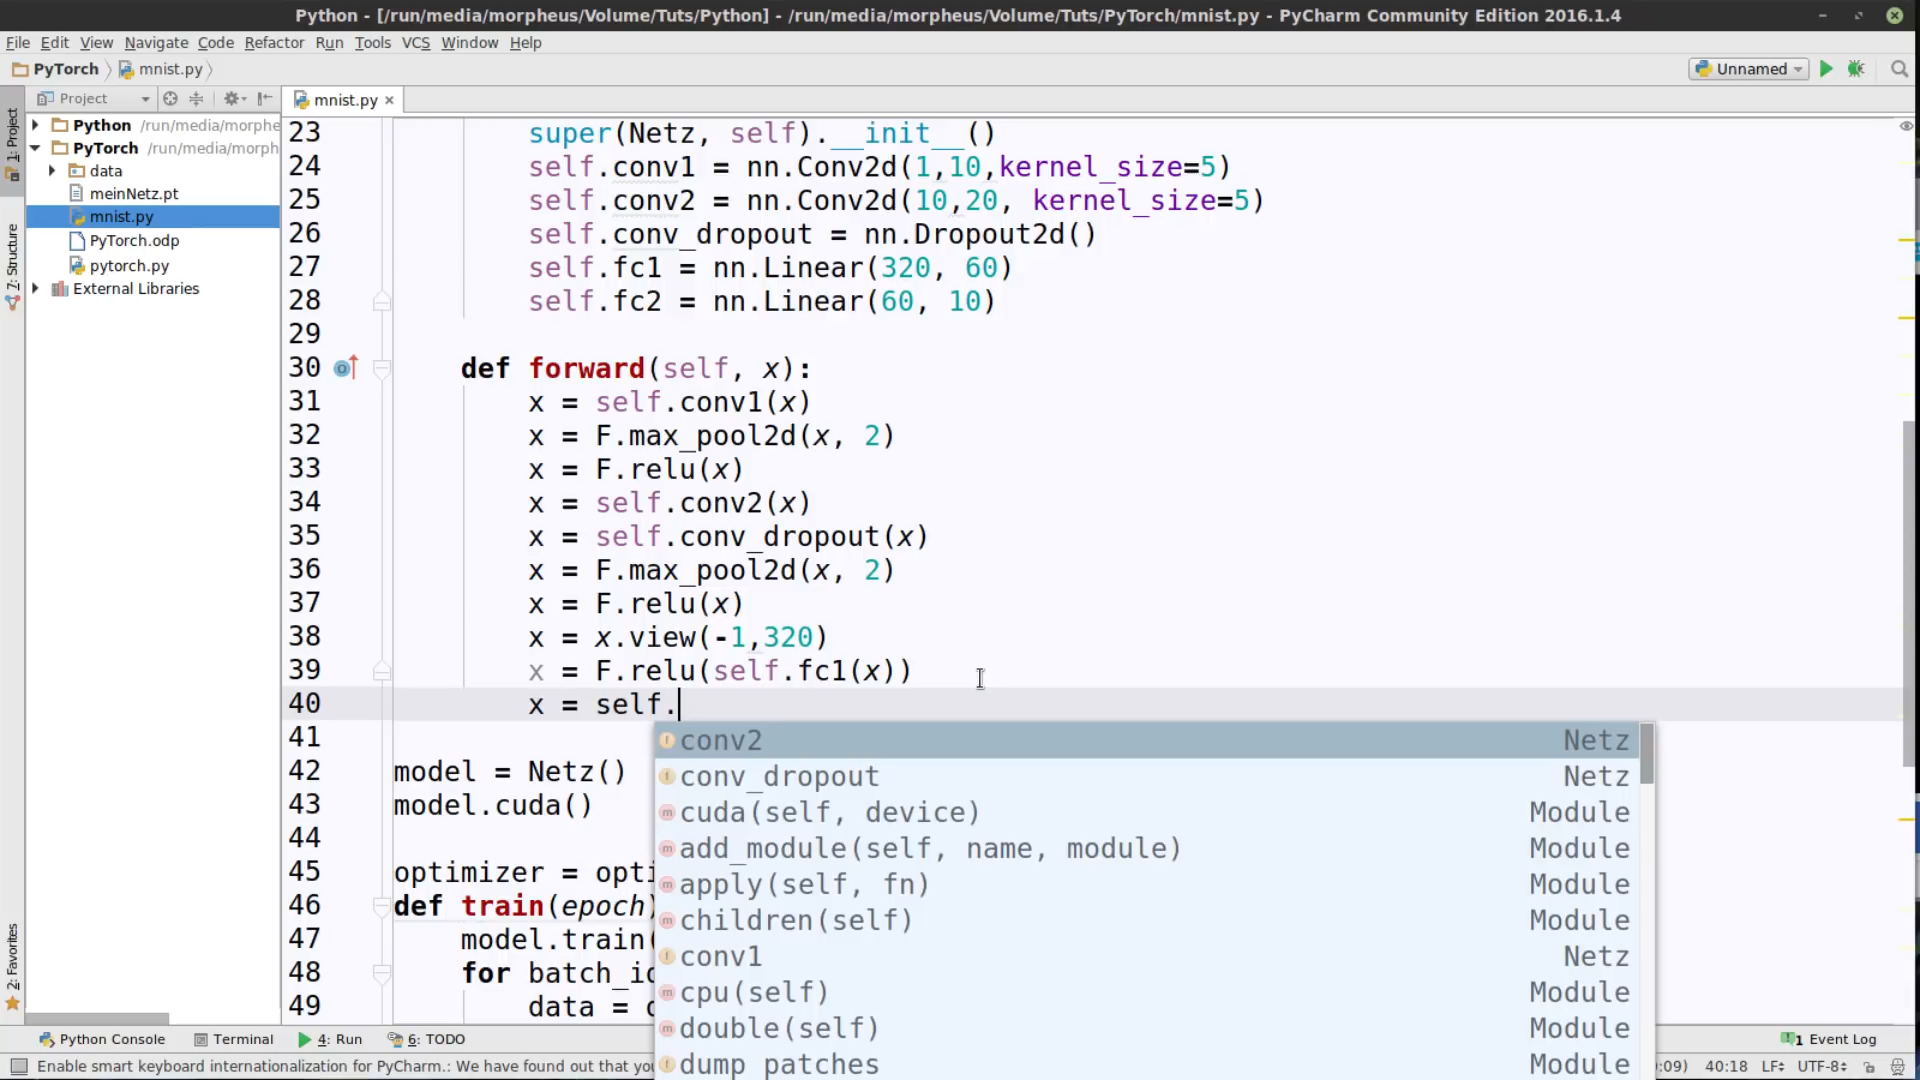 Python - [/run/media/morpheus/Volume/Tuts/Python] - /run/media/morpheus/Volume/Tuts/PyTorch/mnist.py - PyCharm Community Edition 2016.1.4
File Edit View Navigate Code Refactor Run Tools VCS Window Help
PyTorch mnist.py Unnamed
Project mnist.py
1: Project
7: Structure
2: Favorites
Python /run/media/morphe
PyTorch /run/media/morph
data
meinNetz.pt
mnist.py
PyTorch.odp
pytorch.py
External Libraries
23 super(Netz, self).__init__()
24 self.conv1 = nn.Conv2d(1,10,kernel_size=5)
25 self.conv2 = nn.Conv2d(10,20, kernel_size=5)
26 self.conv_dropout = nn.Dropout2d()
27 self.fc1 = nn.Linear(320, 60)
28 self.fc2 = nn.Linear(60, 10)
29
30 def forward(self, x):
31 x = self.conv1(x)
32 x = F.max_pool2d(x, 2)
33 x = F.relu(x)
34 x = self.conv2(x)
35 x = self.conv_dropout(x)
36 x = F.max_pool2d(x, 2)
37 x = F.relu(x)
38 x = x.view(-1,320)
39 x = F.relu(self.fc1(x))
40 x = self.
41
42 model = Netz()
43 model.cuda()
44
45 optimizer = opti
46 def train(epoch)
47 model.train(
48 for batch_id
49 data = d
conv2 Netz
conv_dropout Netz
cuda(self, device) Module
add_module(self, name, module) Module
apply(self, fn) Module
children(self) Module
conv1 Netz
cpu(self) Module
double(self) Module
dump_patches Module
Python Console Terminal 4: Run 6: TODO 1 Event Log
Enable smart keyboard internationalization for PyCharm.: We have found out that you :09) 40:18 LF UTF-8